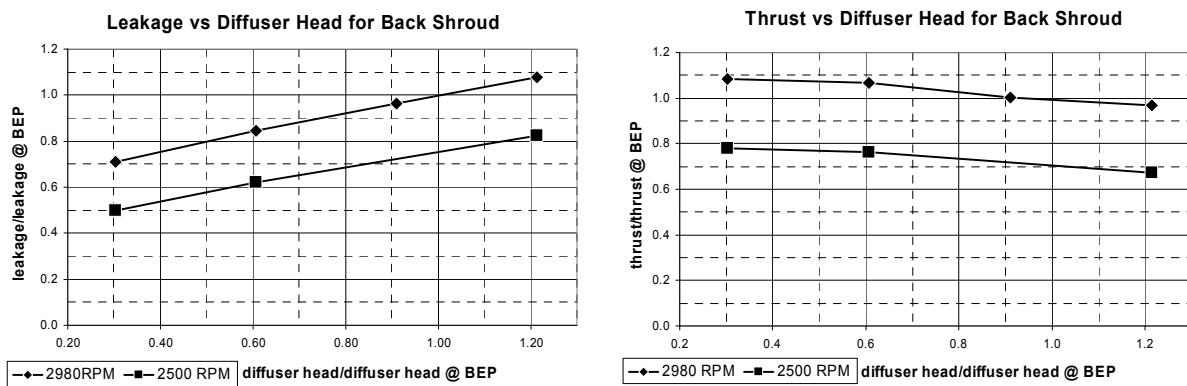 Leakage vs Diffuser Head for Back Shroud
leakage/leakage @ BEP
1.2
1.0
0.8
0.6
0.4
0.2
0.0
0.20 0.40 0.60 0.80 1.00 1.20
2980RPM 2500 RPM diffuser head/diffuser head @ BEP
Thrust vs Diffuser Head for Back Shroud
thrust/thrust @ BEP
1.2
1.0
0.8
0.6
0.4
0.2
0.0
0.2 0.4 0.6 0.8 1.0 1.2
2980 RPM 2500 RPM diffuser head/diffuser head @ BEP